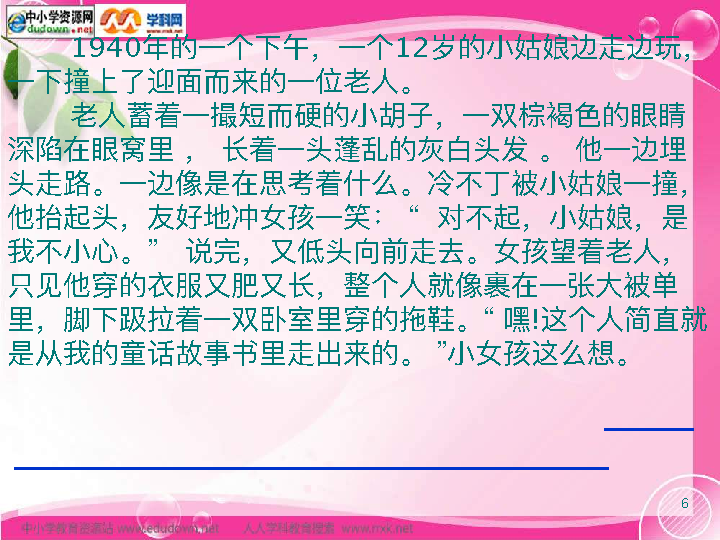 中小学资源网
dudown.net
学科网
1940年的一个下午，一个12岁的小姑娘边走边玩，
一下撞上了迎面而来的一位老人。
老人蓄着一撮短而硬的小胡子，一双棕褐色的眼睛
深陷在眼窝里 ， 长着一头蓬乱的灰白头发 。 他一边埋
头走路。一边像是在思考着什么。冷不丁被小姑娘一撞，
他抬起头，友好地冲女孩一笑：“ 对不起，小姑娘，是
我不小心。” 说完，又低头向前走去。女孩望着老人，
只见他穿的衣服又肥又长，整个人就像裹在一张大被单
里，脚下趿拉着一双卧室里穿的拖鞋。“ 嘿!这个人简直就
是从我的童话故事书里走出来的。 ”小女孩这么想。
6
中小学教育资源站 www.edudown.net 人人学科教育搜索 www.rrxk.net